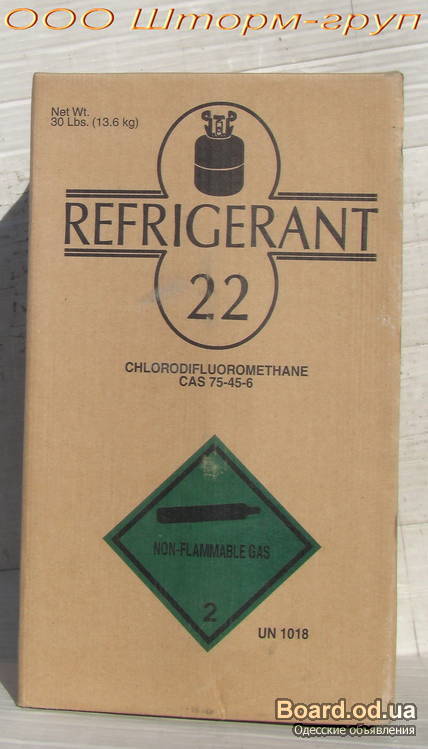 ООО Шторм-груп
Net Wt.
30 Lbs. (13.6 kg)
REFRIGERANT
22
CHLORODIFLUOROMETHANE
CAS 75-45-6
NON-FLAMMABLE GAS
2
UN 1018
Board.od.ua
Одесские объявления